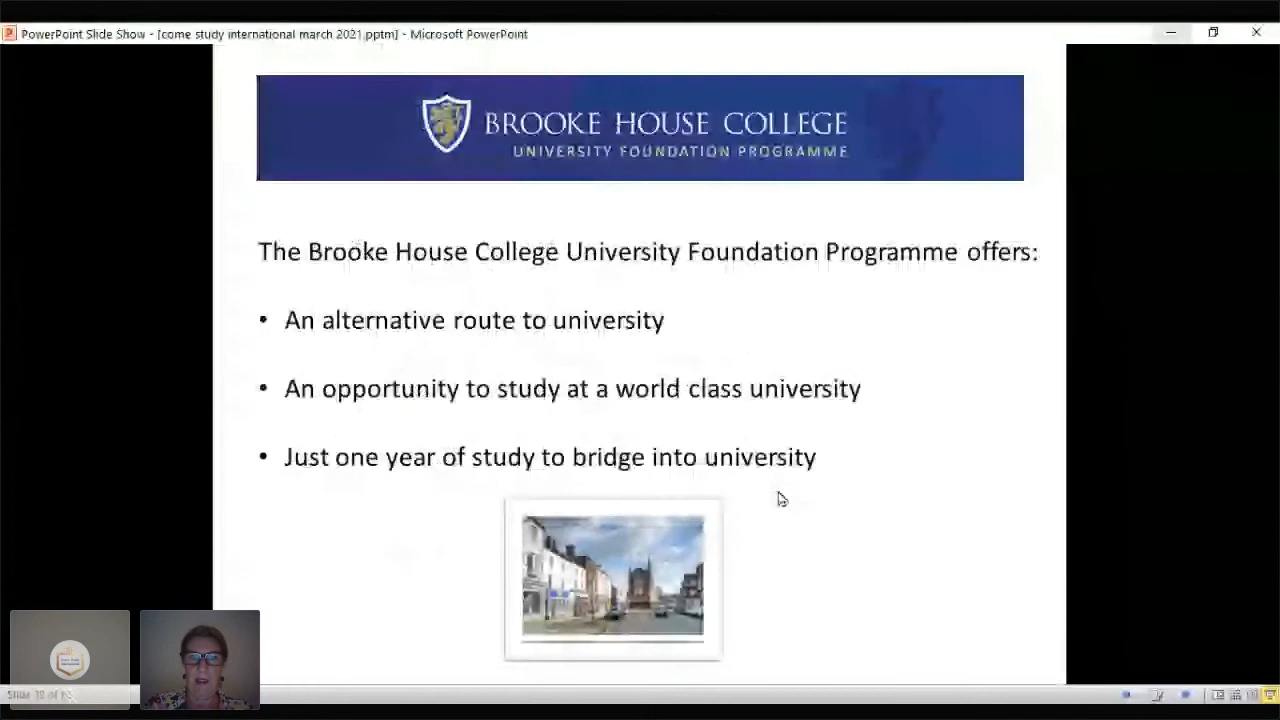 PowerPoint Slide Show - [come study international march 2021.pptm] - Microsoft PowerPoint
BROOKE HOUSE COLLEGE
UNIVERSITY FOUNDATION PROGRAMME
The Brooke House College University Foundation Programme offers:
• An alternative route to university
• An opportunity to study at a world class university
• Just one year of study to bridge into university
Slide